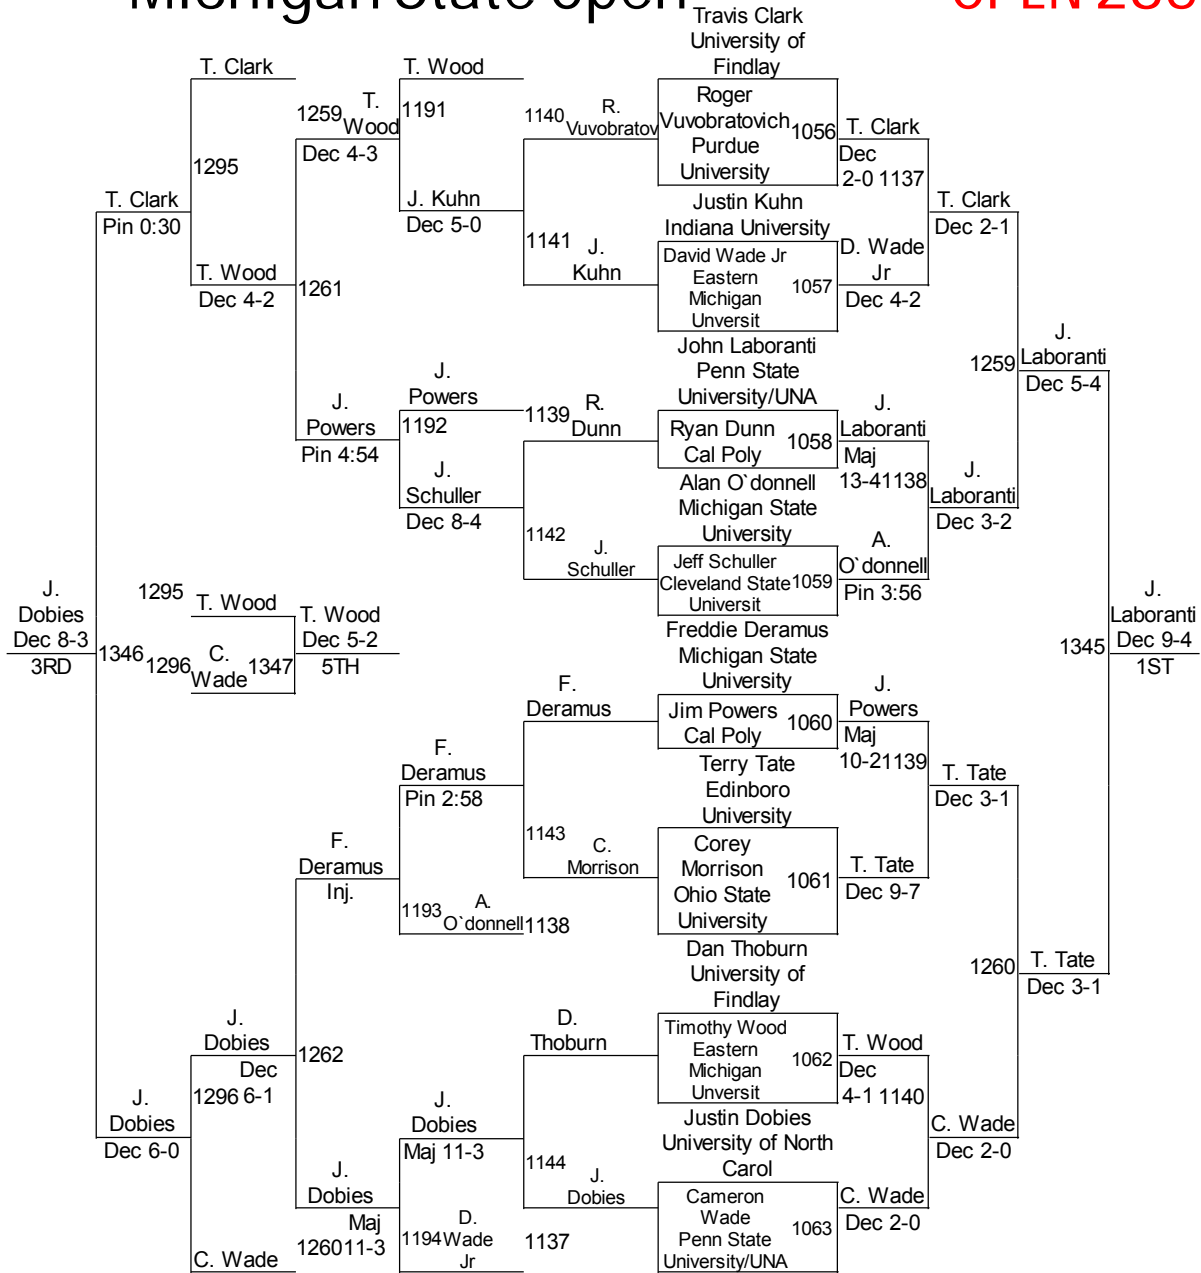 Michigan State open
OPEN 285
Travis Clark
University of
Findlay
T. Clark
T. Wood
1259 T.
Wood
1191
1140 R.
Vuvobratov
Roger
Vuvobratovich
Purdue
University
1056
T. Clark
Dec
2-0 1137
Dec 4-3
1295
T. Clark
Pin 0:30
J. Kuhn
Dec 5-0
Justin Kuhn
Indiana University
T. Clark
Dec 2-1
1141 J.
Kuhn
David Wade Jr
Eastern
Michigan
Unversit
1057
D. Wade
Jr
Dec 4-2
T. Wood
Dec 4-2
1261
John Laboranti
Penn State
University/UNA
1259
J.
Laboranti
Dec 5-4
J.
Powers
Pin 4:54
J.
Powers
1192
1139 R.
Dunn
Ryan Dunn
Cal Poly
1058
J.
Laboranti
Maj
13-41138
J.
Schuller
Dec 8-4
Alan O`donnell
Michigan State
University
J.
Laboranti
Dec 3-2
1142
J.
Schuller
Jeff Schuller
Cleveland State
Universit
1059
A.
O`donnell
Pin 3:56
J.
Dobies
Dec 8-3
3RD
1346
1295
T. Wood
1296 C.
Wade
1347
T. Wood
Dec 5-2
5TH
Freddie Deramus
Michigan State
University
1345
J.
Laboranti
Dec 9-4
1ST
F.
Deramus
Jim Powers
Cal Poly
1060
J.
Powers
Maj
10-21139
F.
Deramus
Pin 2:58
Terry Tate
Edinboro
University
T. Tate
Dec 3-1
1143
C.
Morrison
Corey
Morrison
Ohio State
University
1061
T. Tate
Dec 9-7
F.
Deramus
Inj.
1193 A.
O`donnell
1138
Dan Thoburn
University of
Findlay
1260
T. Tate
Dec 3-1
J.
Dobies
Dec
1296 6-1
1262
D.
Thoburn
Timothy Wood
Eastern
Michigan
Unversit
1062
T. Wood
Dec
4-1 1140
J.
Dobies
Dec 6-0
J.
Dobies
Maj 11-3
Justin Dobies
University of North
Carol
C. Wade
Dec 2-0
1144
J.
Dobies
Cameron
Wade
Penn State
University/UNA
1063
C. Wade
Dec 2-0
J.
Dobies
Maj
126011-3
C. Wade
1194 D.
Wade
Jr
1137